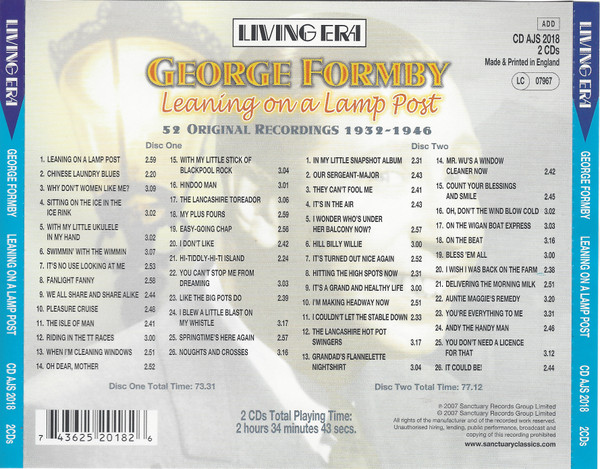 LIVING ERA
GEORGE FORMBY
LEANING ON A LAMP POST
CD AJS 2018
2CDs
LIVING ERA
ADD
CD AJS 2018
2 CDs
Made & Printed in England
LC 07967
GEORGE FORMBY
Leaning on a Lamp Post
52 ORIGINAL RECORDINGS 1932-1946
Disc One
1. LEANING ON A LAMP POST 2.59
2. CHINESE LAUNDRY BLUES 2.20
3. WHY DON'T WOMEN LIKE ME? 3.09
4. SITTING ON THE ICE IN THE
ICE RINK 3.02
5. WITH MY LITTLE UKULELE
IN MY HAND 3.02
6. SWIMMIN' WITH THE WIMMIN'
7. IT'S NO USE LOOKING AT ME 2.53
8. FANLIGHT FANNY 2.58
9. WE ALL SHARE AND SHARE ALIKE 2.44
10. PLEASURE CRUISE 2.48
11. THE ISLE OF MAN 2.41
12. RIDING IN THE TT RACES 3.00
13. WHEN I'M CLEANING WINDOWS 2.51
14. OH DEAR, MOTHER 2.52
15. WITH MY LITTLE STICK OF
BLACKPOOL ROCK 3.04
16. HINDOO MAN
17. THE LANCASHIRE TOREADOR 3.06
18. MY PLUS FOURS 2.59
19. EASY-GOING CHAP 2.56
20. I DON'T LIKE 2.42
21. HI-TIDDLY-HI-TI ISLAND 2.24
22. YOU CAN'T STOP ME FROM
DREAMING 3.03
23. LIKE THE BIG POTS DO 2.39
24. I BLEW A LITTLE BLAST ON
MY WHISTLE 3.17
25. SPRINGTIME'S HERE AGAIN 2.57
26. NOUGHTS AND CROSSES 3.16
Disc One Total Time: 73.31
Disc Two
1. IN MY LITTLE SNAPSHOT ALBUM 2.31
2. OUR SERGEANT-MAJOR 2.43
3. THEY CAN'T FOOL ME 2.41
4. IT'S IN THE AIR 2.43
5. I WONDER WHO'S UNDER
HER BALCONY NOW? 2.57
6. HILL BILLY WILLIE 3.00
7. IT'S TURNED OUT NICE AGAIN 2.52
8. HITTING THE HIGH SPOTS NOW 2.31
9. IT'S A GRAND AND HEALTHY LIFE 3.00
10. I'M MAKING HEADWAY NOW 2.51
11. I COULDN'T LET THE STABLE DOWN 2.33
12. THE LANCASHIRE HOT POT
SWINGERS 3.17
13. GRANDAD'S FLANNELETTE
NIGHTSHIRT 3.04
14. MR. WU'S A WINDOW
CLEANER NOW 2.42
15. COUNT YOUR BLESSINGS
AND SMILE 2.45
16. OH, DON'T THE WIND BLOW COLD 3.02
17. ON THE WIGAN BOAT EXPRESS 3.03
18. ON THE BEAT 3.16
19. BLESS 'EM ALL 3.00
20. I WISH I WAS BACK ON THE FARM 2.38
21. DELIVERING THE MORNING MILK 2.51
22. AUNTIE MAGGIE'S REMEDY 3.20
23. YOU'RE EVERYTHING TO ME 3.31
24. ANDY THE HANDY MAN 2.46
25. YOU DON'T NEED A LICENCE
FOR THAT 3.12
26. IT COULD BE! 2.44
Disc Two Total Time: 77.12
7 43625 20182 6
2 CDs Total Playing Time:
2 hours 34 minutes 43 secs.
℗ 2007 Sanctuary Records Group Limited
© 2007 Sanctuary Records Group Limited
All rights of the manufacturer and of the recorded work reserved.
Unauthorised hiring, lending, public performance, broadcast and
copying of this recording prohibited
www.sanctuaryclassics.com
LIVING ERA
GEORGE FORMBY
LEANING ON A LAMP POST
CD AJS 2018
2CDs